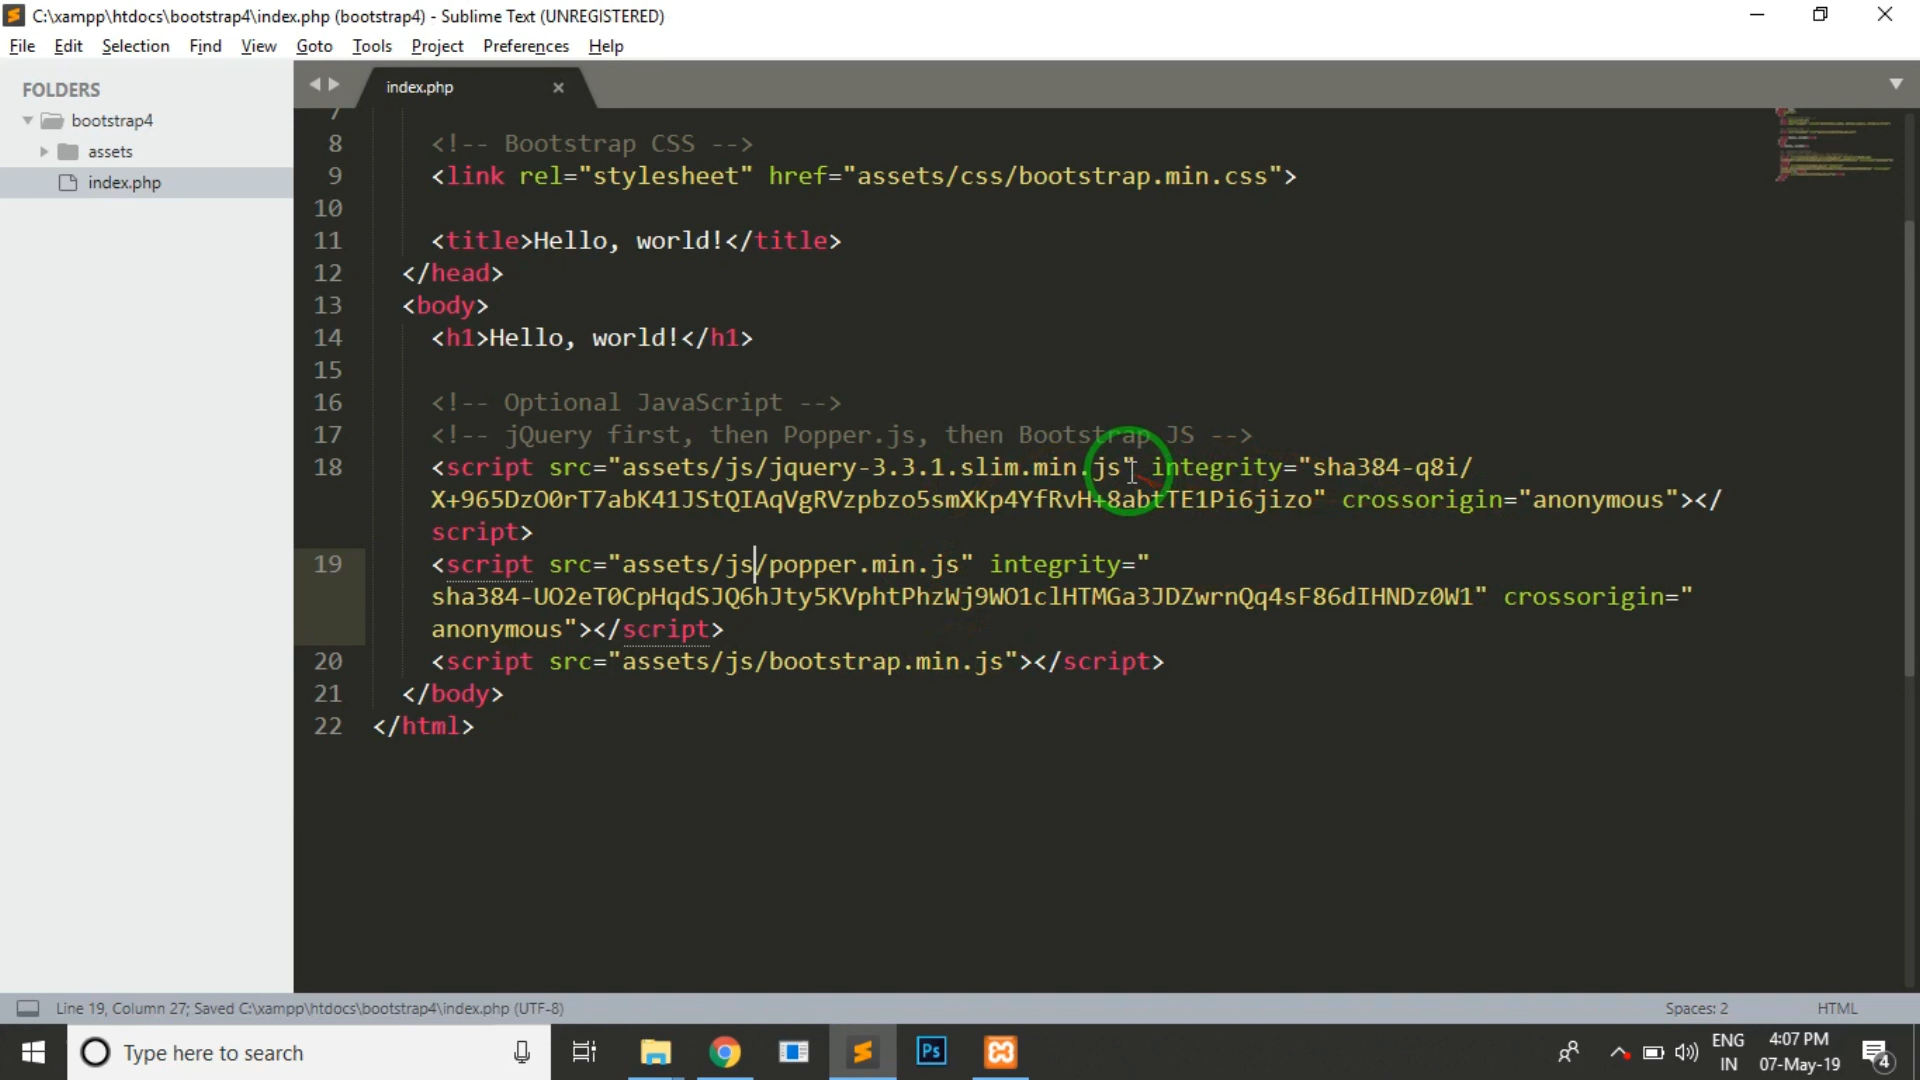 C:\xampp\htdocs\bootstrap4\index.php (bootstrap4) - Sublime Text (UNREGISTERED)
File Edit Selection Find View Goto Tools Project Preferences Help
FOLDERS
bootstrap4
assets
index.php
index.php
7
8 <!-- Bootstrap CSS -->
9 <link rel="stylesheet" href="assets/css/bootstrap.min.css">
10
11 <title>Hello, world!</title>
12 </head>
13 <body>
14 <h1>Hello, world!</h1>
15
16 <!-- Optional JavaScript -->
17 <!-- jQuery first, then Popper.js, then Bootstrap JS -->
18 <script src="assets/js/jquery-3.3.1.slim.min.js" integrity="sha384-q8i/
X+965DzO0rT7abK41JStQIAqVgRVzpbzo5smXKp4YfRvH+8abtTE1Pi6jizo" crossorigin="anonymous"></
script>
19 <script src="assets/js/popper.min.js" integrity="
sha384-UO2eT0CpHqdSJQ6hJty5KVphtPhzWj9WO1clHTMGa3JDZwrnQq4sF86dIHNDz0W1" crossorigin="
anonymous"></script>
20 <script src="assets/js/bootstrap.min.js"></script>
21 </body>
22 </html>
Line 19, Column 27; Saved C:\xampp\htdocs\bootstrap4\index.php (UTF-8)
Spaces: 2
HTML
Type here to search
Ps
ENG
IN
4:07 PM
07-May-19
4